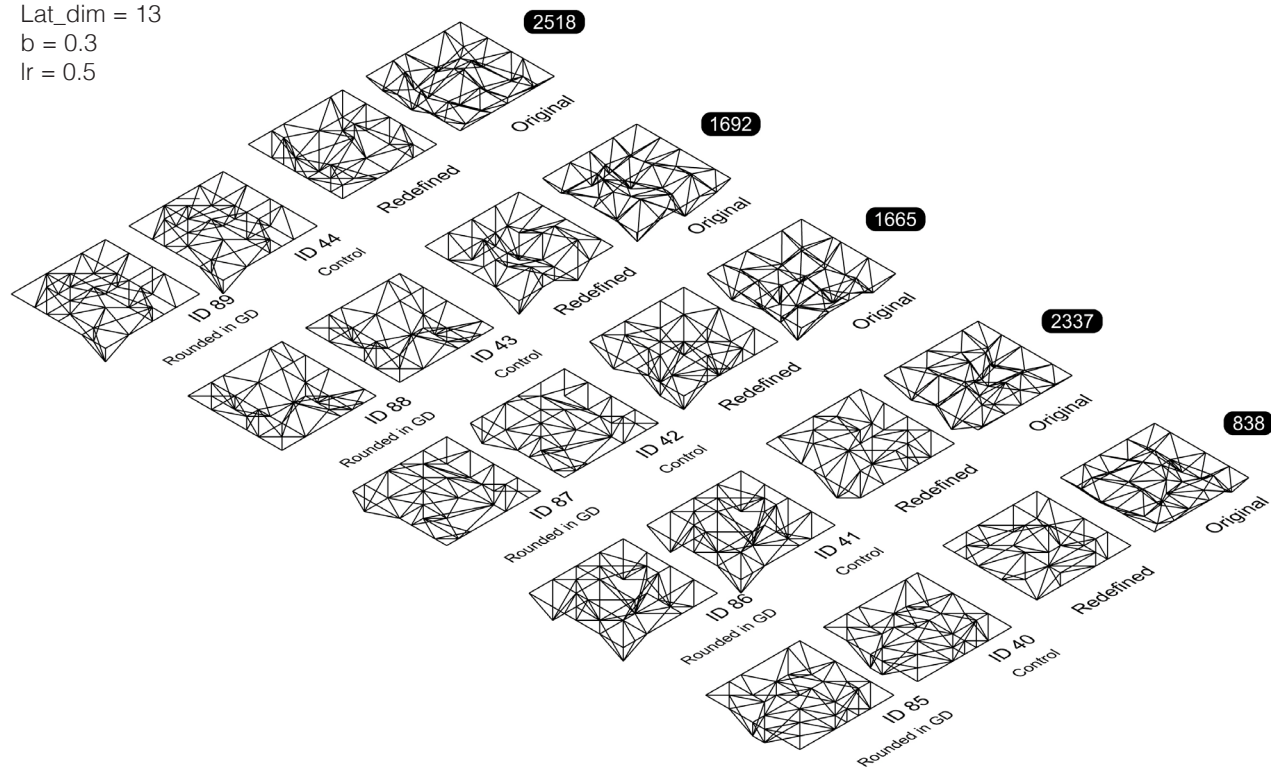 Lat_dim = 13
b = 0.3
lr = 0.5
2518
Original
Redefined
ID 44
Control
ID 89
Rounded in GD
1692
Original
Redefined
ID 43
Control
ID 88
Rounded in GD
1665
Original
Redefined
ID 42
Control
ID 87
Rounded in GD
2337
Original
Redefined
ID 41
Control
ID 86
Rounded in GD
838
Original
Redefined
ID 40
Control
ID 85
Rounded in GD